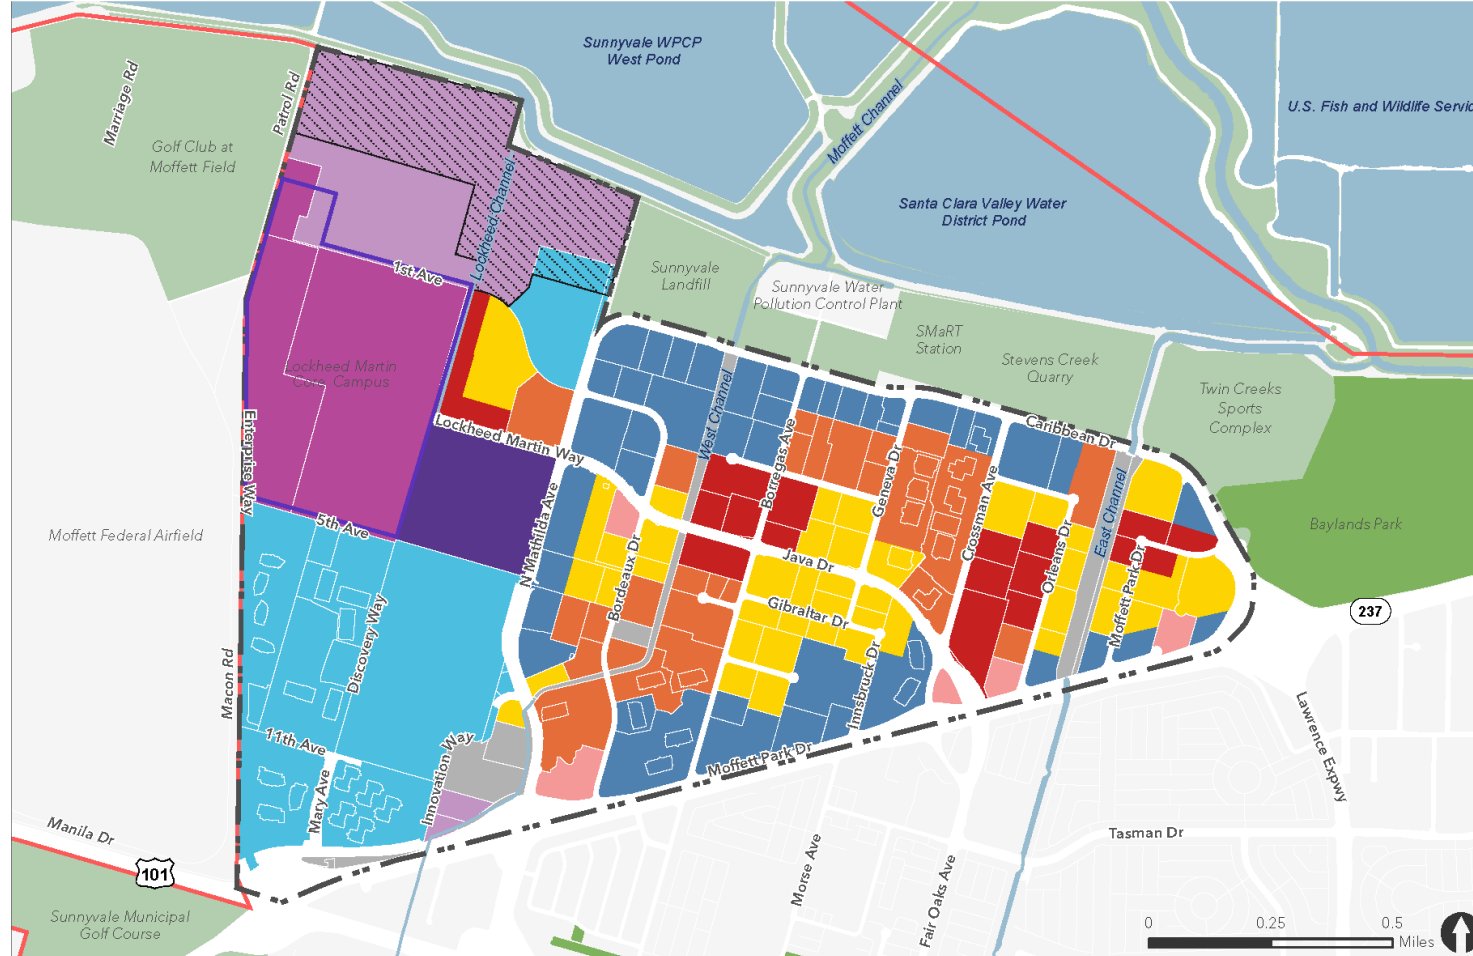 Sunnyvale WPCP
West Pond
Marriage Rd
Patrol Rd
Moffett Channel
U.S. Fish and Wildlife Servic
Golf Club at
Moffett Field
Lockheed Channel
Santa Clara Valley Water
District Pond
1st Ave
Sunnyvale
Landfill
Sunnyvale Water
Pollution Control Plant
SMaRT
Station
Stevens Creek
Quarry
Lockheed Martin
Core Campus
Twin Creeks
Sports
Complex
West Channel
Caribbean Dr
Lockheed Martin Way
Borregas Ave
Geneva Dr
Enterprise Way
Crossman Ave
East Channel
Moffett Federal Airfield
5th Ave
N Mathilda Ave
Baylands Park
Java Dr
Orleans Dr
Bordeaux Dr
Gibraltar Dr
Moffett Park Dr
237
Discovery Way
Innsbruck Dr
Macon Rd
11th Ave
Innovation Way
Moffett Park Dr
Lawrence Expwy
Mary Ave
Manila Dr
Tasman Dr
101
Morse Ave
Fair Oaks Ave
Sunnyvale Municipal
Golf Course
0
0.25
0.5
Miles